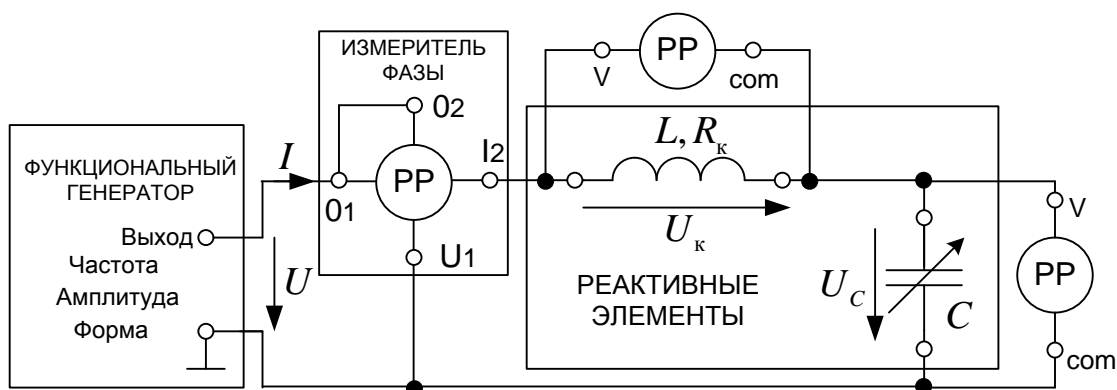 ИЗМЕРИТЕЛЬ
ФАЗЫ
PP
V
com
02
ФУНКЦИОНАЛЬНЫЙ
ГЕНЕРАТОР
I
01
PP
I2
L, Rк
Uк
V
Выход
U1
Частота
Амплитуда
Форма
U
РЕАКТИВНЫЕ
ЭЛЕМЕНТЫ
UC
C
PP
com